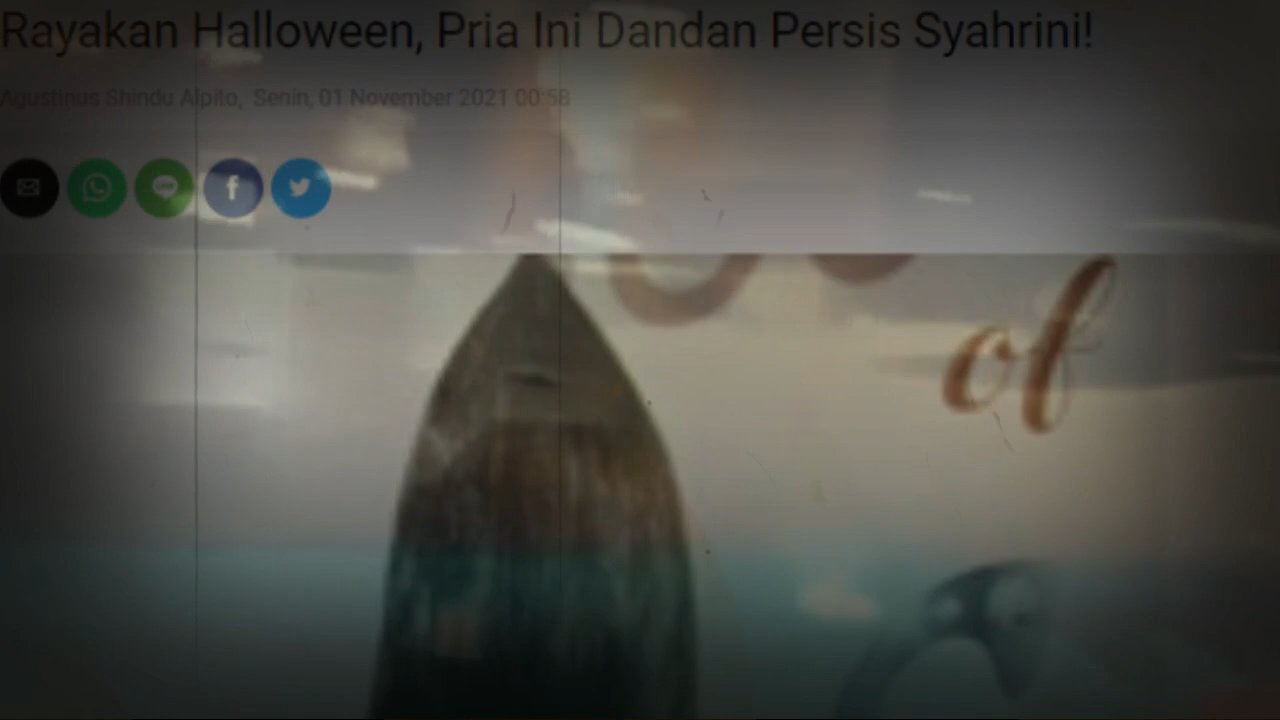 Rayakan Halloween, Pria Ini Dandan Persis Syahrini!
Agustinus Shindu Alpito, Senin, 01 November 2021 00:58
of